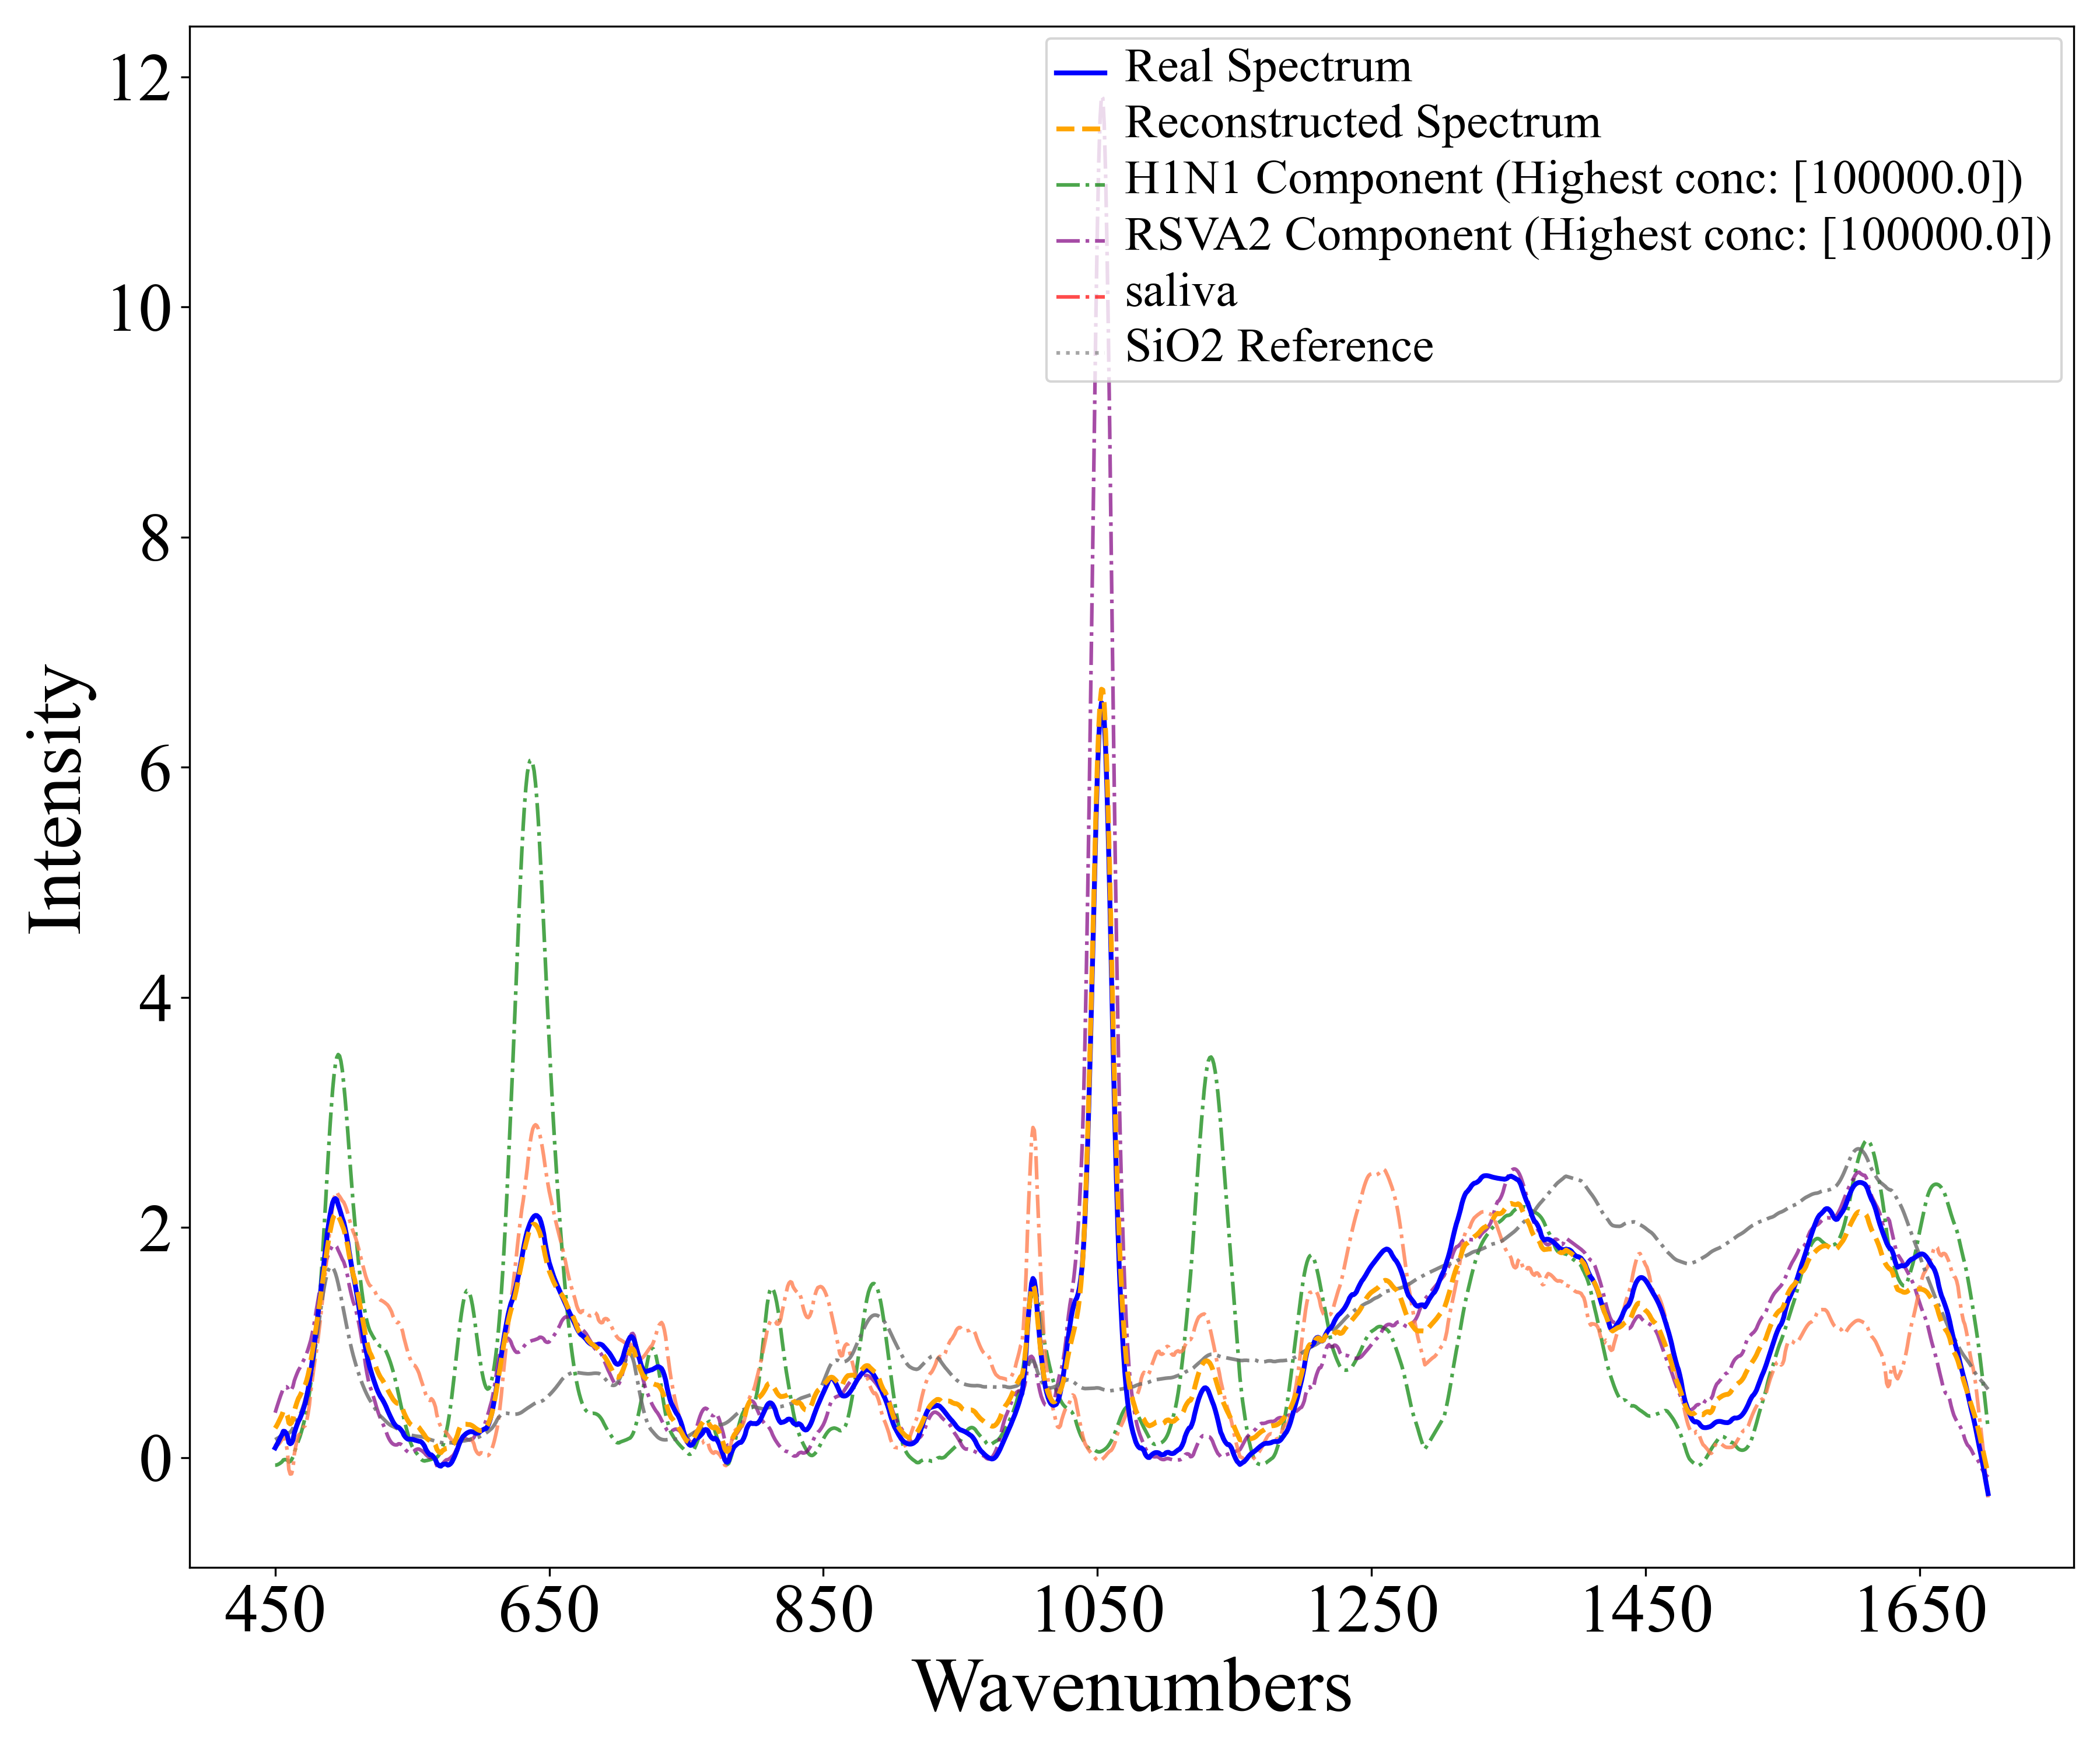 Real Spectrum
Reconstructed Spectrum
H1N1 Component (Highest conc: [100000.0])
RSVA2 Component (Highest conc: [100000.0])
saliva
SiO2 Reference
12
10
8
6
4
2
0
Intensity
450 650 850 1050 1250 1450 1650
Wavenumbers